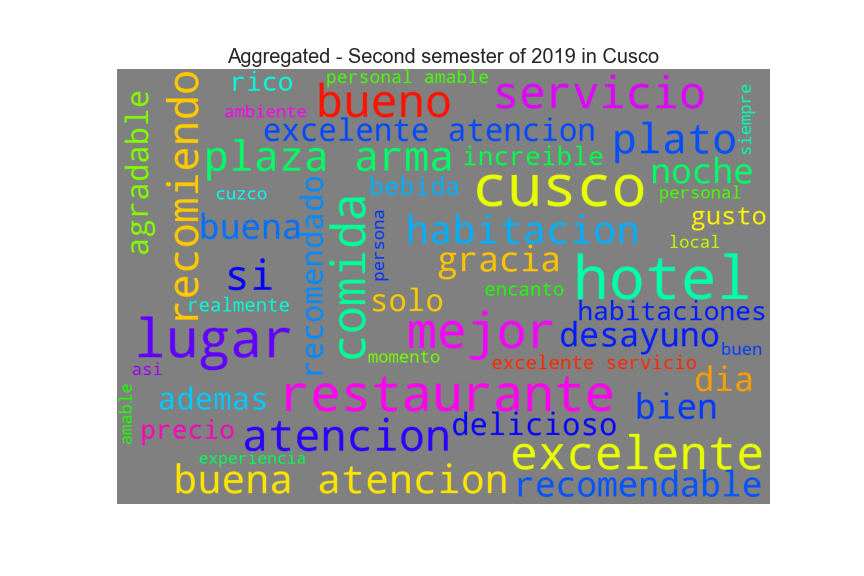 Aggregated - Second semester of 2019 in Cusco
rico
personal amable
servicio
bueno
ambiente
siempre
agradable
recomiendo
excelente atencion
plato
plaza arma
increible
noche
cusco
bebida
personal
cuzco
gusto
buena
recomendado
comida
persona
habitacion
local
gracia
hotel
si
encanto
solo
realmente
habitaciones
lugar
mejor
desayuno
momento
buen
excelente servicio
asi
dia
amable
ademas
restaurante
bien
precio
atencion
delicioso
experiencia
excelente
buena atencion
recomendable